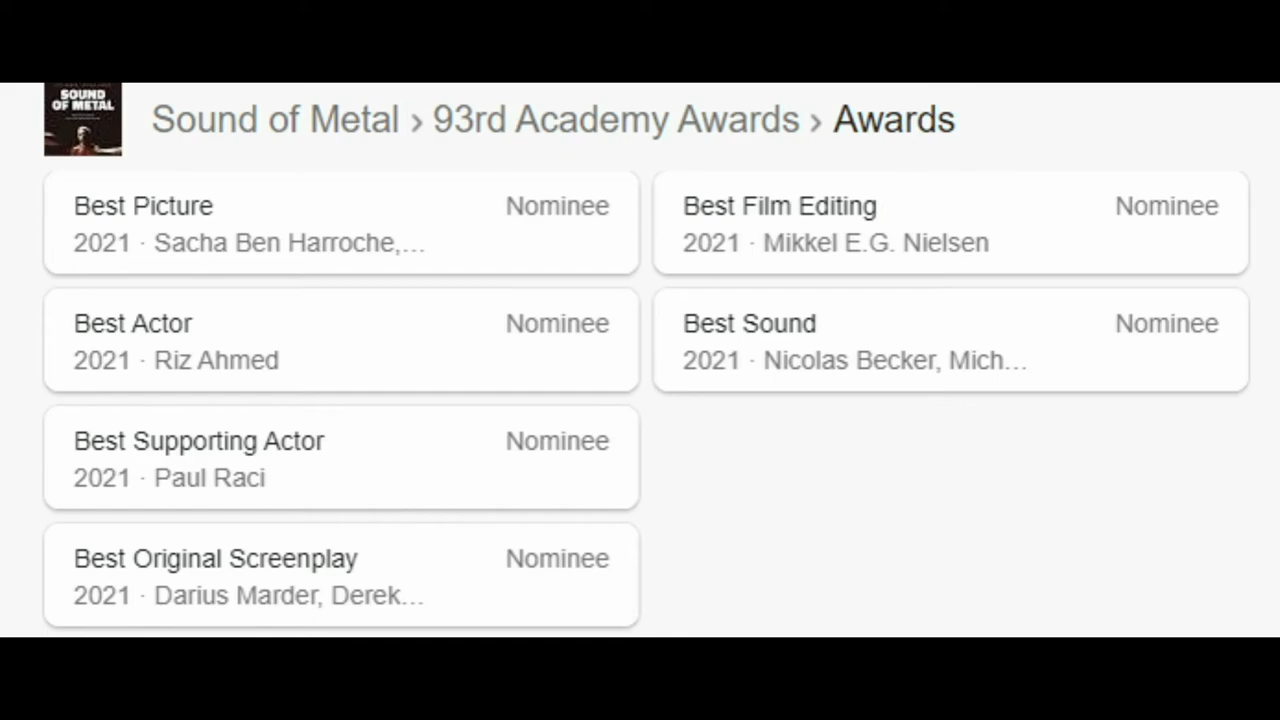 SOUND
OF METAL
Sound of Metal › 93rd Academy Awards › Awards
Best Picture Nominee
2021 · Sacha Ben Harroche,...
Best Actor Nominee
2021 · Riz Ahmed
Best Supporting Actor Nominee
2021 · Paul Raci
Best Original Screenplay Nominee
2021 · Darius Marder, Derek...
Best Film Editing Nominee
2021 · Mikkel E.G. Nielsen
Best Sound Nominee
2021 · Nicolas Becker, Mich...